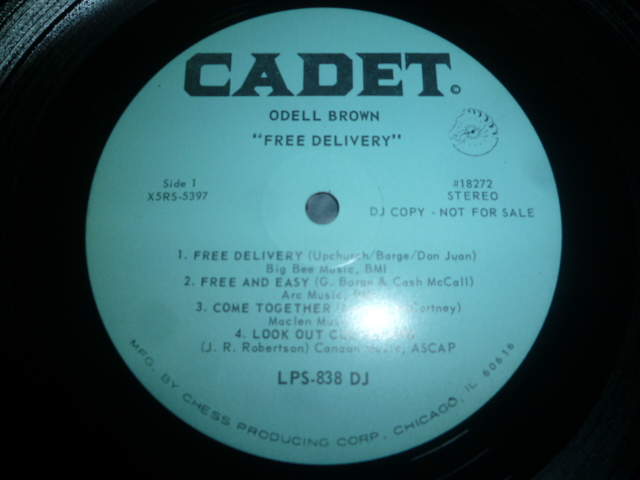 CADET.©
ODELL BROWN
"FREE DELIVERY"
Side 1
X5RS-5397
#18272
STEREO
DJ COPY - NOT FOR SALE
1. FREE DELIVERY (Upchurch/Barge/Don Juan)
Big Bee Music, BMI
2. FREE AND EASY (G. Barge & Cash McCall)
Arc Music,
3. COME TOGETHER
Maclen
4. LOOK OUT
(J. R. Robertson) Canaan Music, ASCAP
LPS-838 DJ
MFG. BY CHESS PRODUCING CORP., CHICAGO, IL 60616